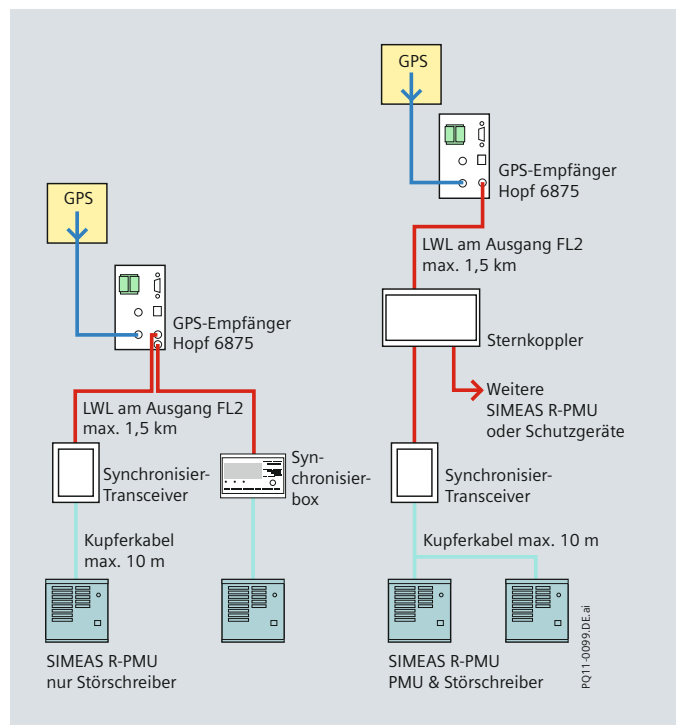 GPS
GPS-Empfänger
Hopf 6875
LWL am Ausgang FL2
max. 1,5 km
Synchronisier-
Transceiver
Syn-
chronisier-
box
Kupferkabel
max. 10 m
SIMEAS R-PMU
nur Störschreiber
GPS
GPS-Empfänger
Hopf 6875
LWL am Ausgang FL2
max. 1,5 km
Sternkoppler
Weitere
SIMEAS R-PMU
oder Schutzgeräte
Synchronisier-
Transceiver
Kupferkabel max. 10 m
SIMEAS R-PMU
PMU & Störschreiber
PQ11-0099.DE.ai